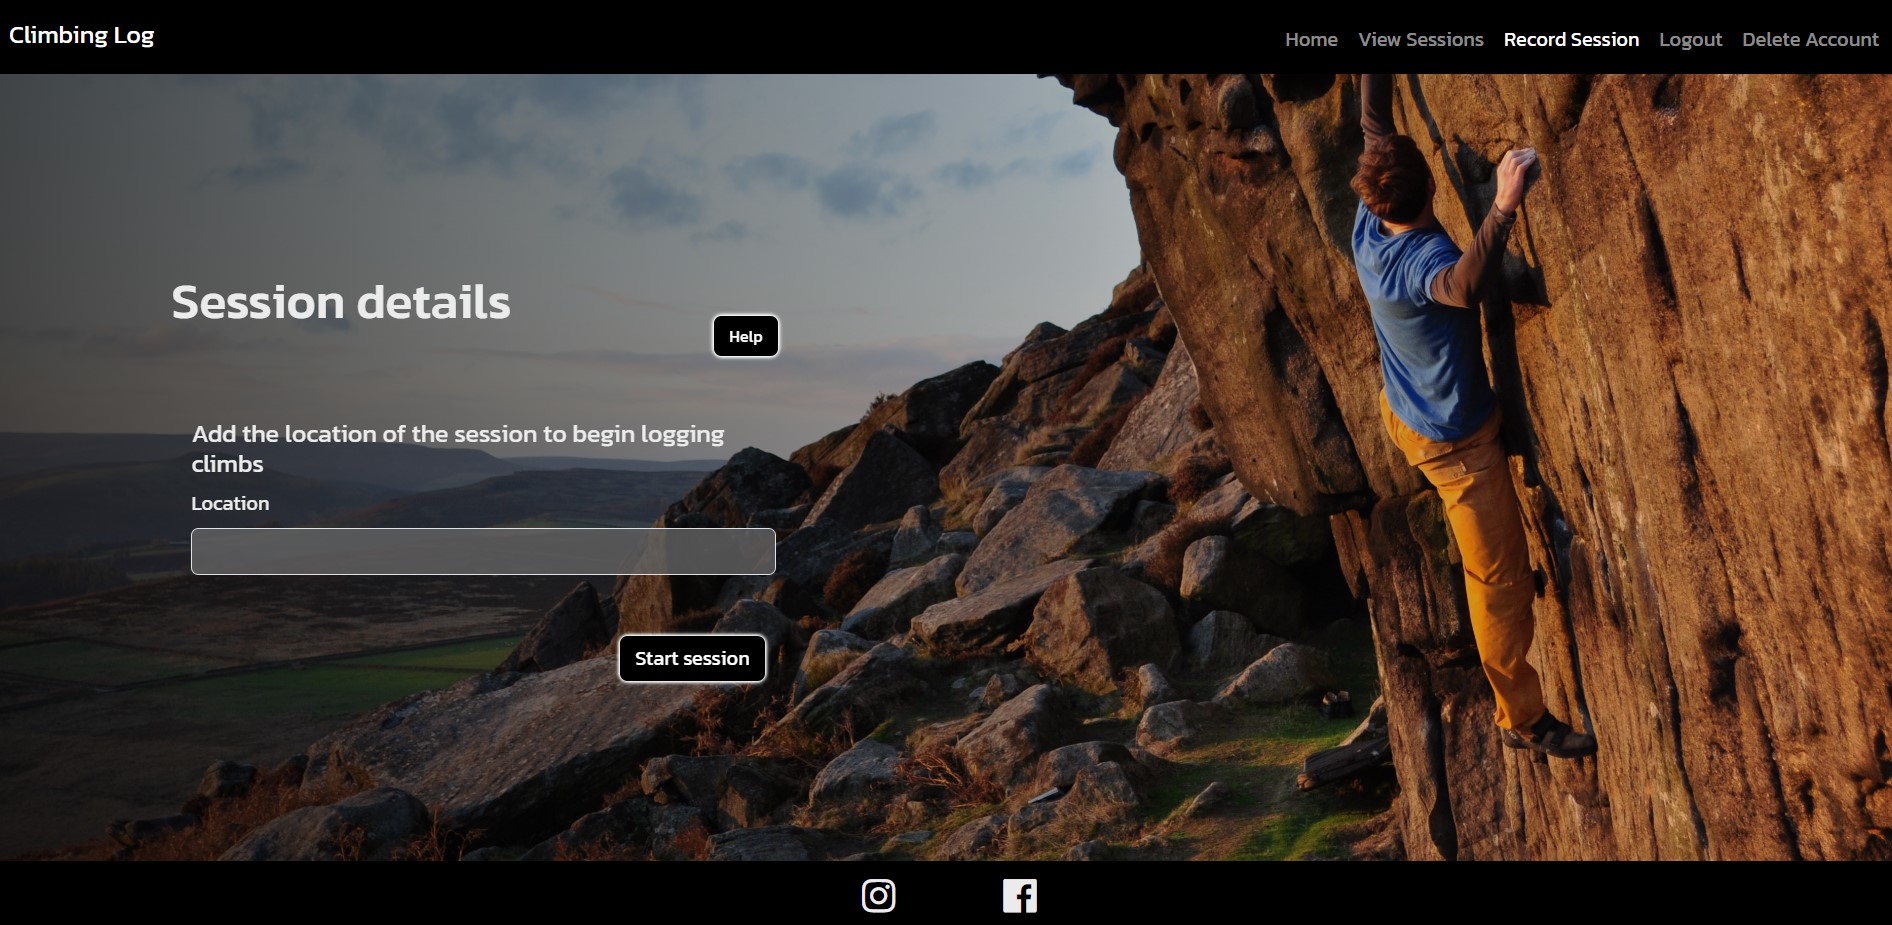 Climbing Log
Home View Sessions Record Session Logout Delete Account
Session details
Help
Add the location of the session to begin logging
climbs
Location
Start session